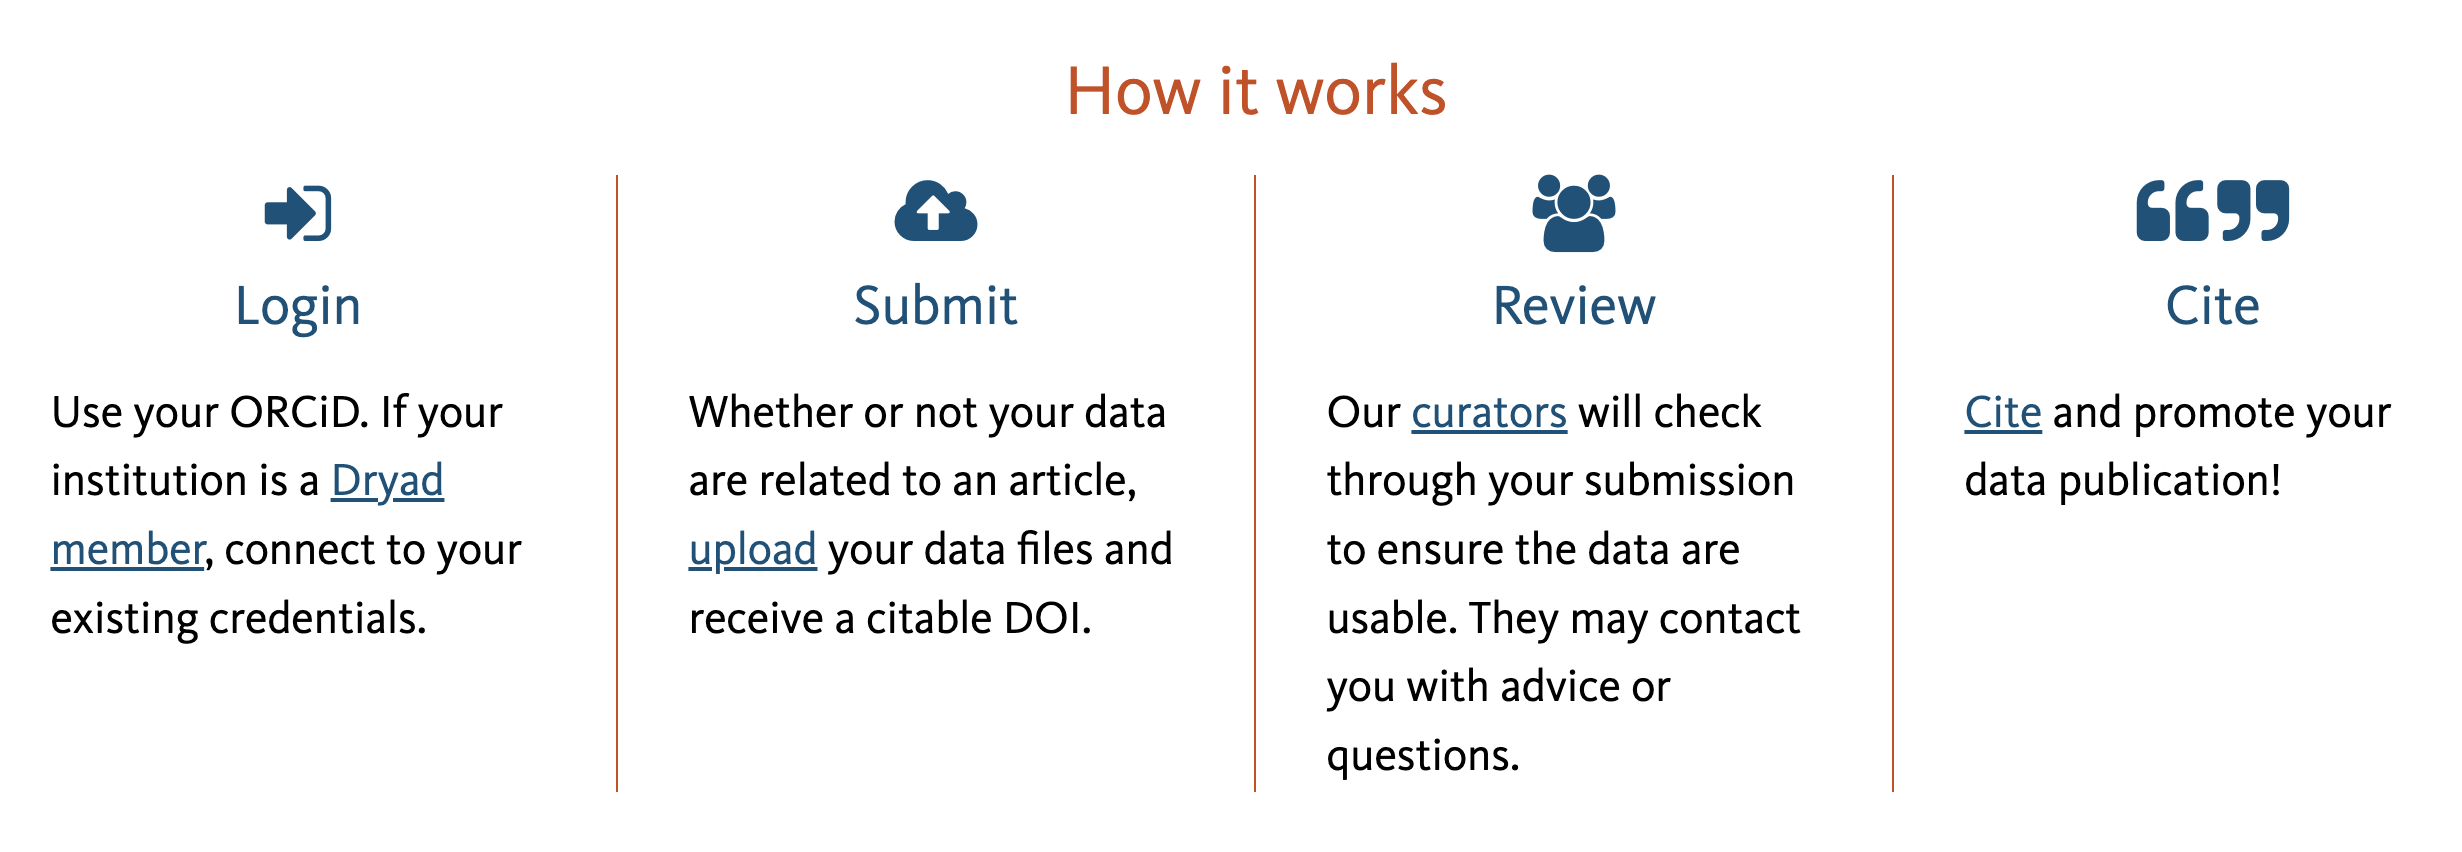 How it works
Login
Use your ORCiD. If your
institution is a Dryad
member, connect to your
existing credentials.
Submit
Whether or not your data
are related to an article,
upload your data files and
receive a citable DOI.
Review
Our curators will check
through your submission
to ensure the data are
usable. They may contact
you with advice or
questions.
Cite
Cite and promote your
data publication!